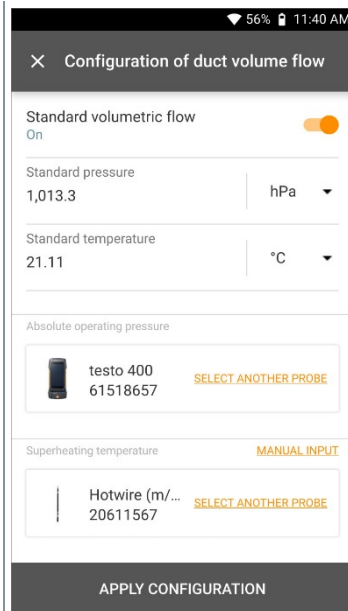 56% 11:40 AM
Configuration of duct volume flow
Standard volumetric flow
On
Standard pressure
1,013.3 hPa
Standard temperature
21.11 °C
Absolute operating pressure
testo 400
61518657
SELECT ANOTHER PROBE
Superheating temperature MANUAL INPUT
Hotwire (m/...
20611567
SELECT ANOTHER PROBE
APPLY CONFIGURATION